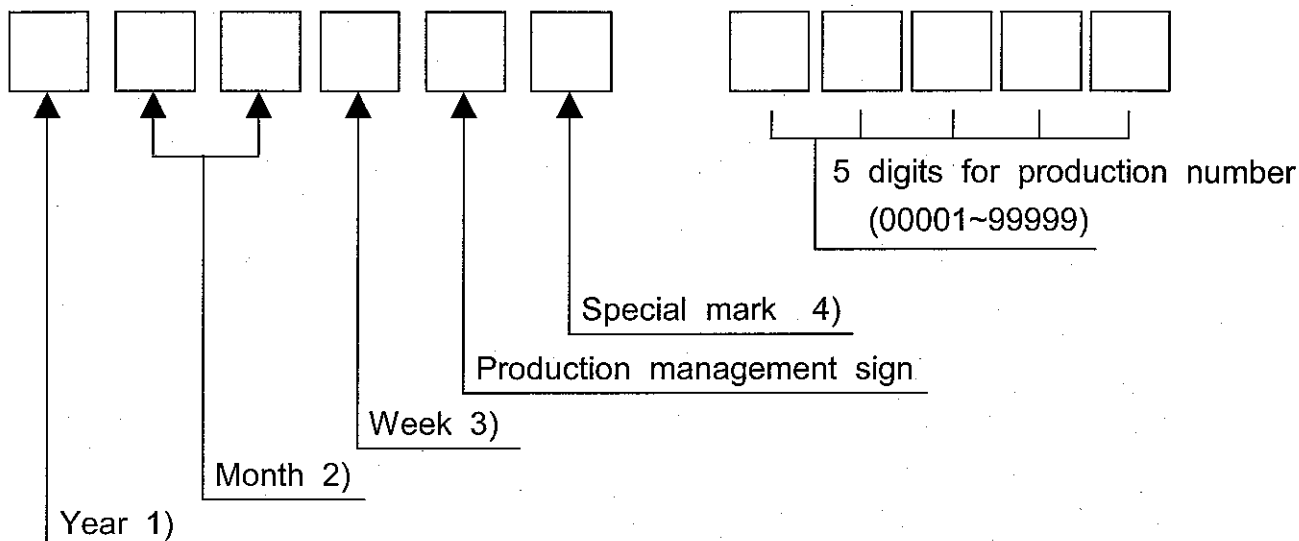 5 digits for production number
(00001~99999)
Special mark 4)
Production management sign
Week 3)
Month 2)
Year 1)